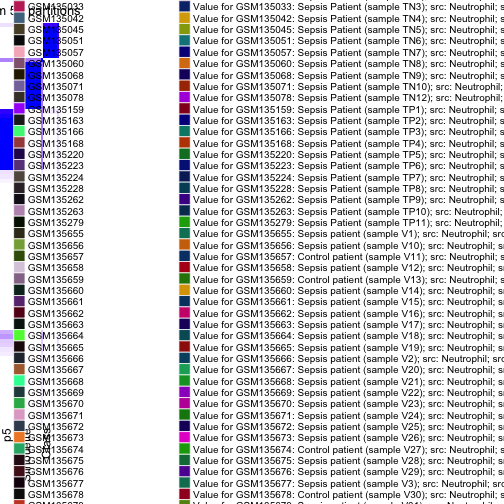 partitions
GSM135033 Value for GSM135033: Sepsis Patient (sample TN3); src: Neutrophil; s
GSM135042 Value for GSM135042: Sepsis Patient (sample TN4); src: Neutrophil; s
GSM135045 Value for GSM135045: Sepsis Patient (sample TN5); src: Neutrophil; s
GSM135051 Value for GSM135051: Sepsis Patient (sample TN6); src: Neutrophil; s
GSM135057 Value for GSM135057: Sepsis Patient (sample TN7); src: Neutrophil; s
GSM135060 Value for GSM135060: Sepsis Patient (sample TN8); src: Neutrophil; s
GSM135068 Value for GSM135068: Sepsis Patient (sample TN9); src: Neutrophil; s
GSM135071 Value for GSM135071: Sepsis Patient (sample TN10); src: Neutrophil;
GSM135078 Value for GSM135078: Sepsis Patient (sample TN12); src: Neutrophil;
GSM135159 Value for GSM135159: Sepsis Patient (sample TP1); src: Neutrophil; s
GSM135163 Value for GSM135163: Sepsis Patient (sample TP2); src: Neutrophil; s
GSM135166 Value for GSM135166: Sepsis Patient (sample TP3); src: Neutrophil; s
GSM135168 Value for GSM135168: Sepsis Patient (sample TP4); src: Neutrophil; s
GSM135220 Value for GSM135220: Sepsis Patient (sample TP5); src: Neutrophil; s
GSM135223 Value for GSM135223: Sepsis Patient (sample TP6); src: Neutrophil; s
GSM135224 Value for GSM135224: Sepsis Patient (sample TP7); src: Neutrophil; s
GSM135228 Value for GSM135228: Sepsis Patient (sample TP8); src: Neutrophil; s
GSM135262 Value for GSM135262: Sepsis Patient (sample TP9); src: Neutrophil; s
GSM135263 Value for GSM135263: Sepsis Patient (sample TP10); src: Neutrophil;
GSM135279 Value for GSM135279: Sepsis Patient (sample TP11); src: Neutrophil;
GSM135655 Value for GSM135655: Sepsis patient (sample V1); src: Neutrophil; src
GSM135656 Value for GSM135656: Sepsis patient (sample V10); src: Neutrophil; s
GSM135657 Value for GSM135657: Control patient (sample V11); src: Neutrophil; s
GSM135658 Value for GSM135658: Sepsis patient (sample V12); src: Neutrophil; s
GSM135659 Value for GSM135659: Control patient (sample V13); src: Neutrophil; s
GSM135660 Value for GSM135660: Sepsis patient (sample V14); src: Neutrophil; s
GSM135661 Value for GSM135661: Sepsis patient (sample V15); src: Neutrophil; s
GSM135662 Value for GSM135662: Sepsis patient (sample V16); src: Neutrophil; s
GSM135663 Value for GSM135663: Sepsis patient (sample V17); src: Neutrophil; s
GSM135664 Value for GSM135664: Sepsis patient (sample V18); src: Neutrophil; s
GSM135665 Value for GSM135665: Sepsis patient (sample V19); src: Neutrophil; s
GSM135666 Value for GSM135666: Sepsis patient (sample V2); src: Neutrophil; src
GSM135667 Value for GSM135667: Sepsis patient (sample V20); src: Neutrophil; s
GSM135668 Value for GSM135668: Sepsis patient (sample V21); src: Neutrophil; s
GSM135669 Value for GSM135669: Sepsis patient (sample V22); src: Neutrophil; s
GSM135670 Value for GSM135670: Sepsis patient (sample V23); src: Neutrophil; s
GSM135671 Value for GSM135671: Sepsis patient (sample V24); src: Neutrophil; s
GSM135672 Value for GSM135672: Sepsis patient (sample V25); src: Neutrophil; s
GSM135673 Value for GSM135673: Sepsis patient (sample V26); src: Neutrophil; s
GSM135674 Value for GSM135674: Control patient (sample V27); src: Neutrophil; s
GSM135675 Value for GSM135675: Sepsis patient (sample V28); src: Neutrophil; s
GSM135676 Value for GSM135676: Sepsis patient (sample V29); src: Neutrophil; s
GSM135677 Value for GSM135677: Sepsis patient (sample V3); src: Neutrophil; src
GSM135678 Value for GSM135678: Control patient (sample V30); src: Neutrophil; s
p5